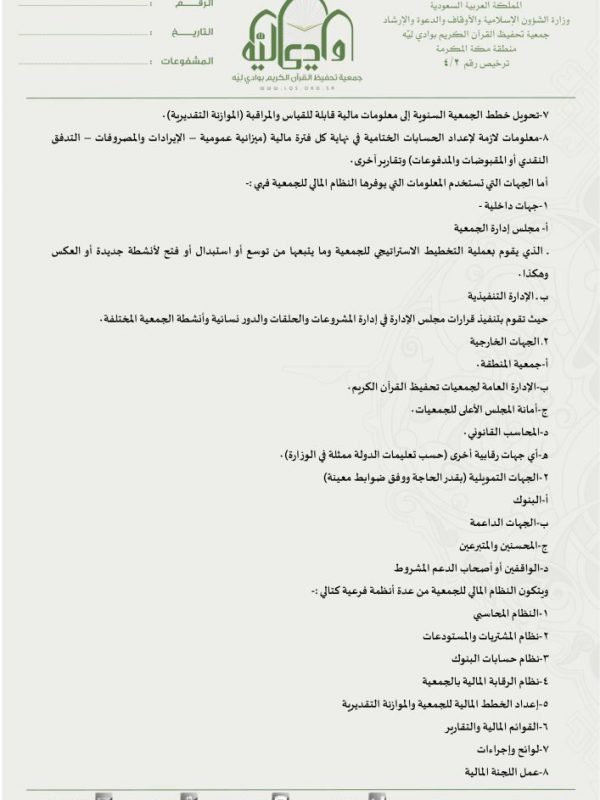 المملكة العربية السعودية
وزارة الشؤون الإسلامية والأوقاف والدعوة والإرشاد
جمعية تحفيظ القرآن الكريم بوادي ليّه
منطقة مكة المكرمة
ترخيص رقم ٤/٢
وادي ليّه
جمعية تحفيظ القرآن الكريم بوادي ليّه
WWW.LQS.ORG.SA
الرقـــم :
التاريـــخ :
المشفوعات :
٧-تحويل خطط الجمعية السنوية إلى معلومات مالية قابلة للقياس والمراقبة (الموازنة التقديرية).
٨-معلومات لازمة لإعداد الحسابات الختامية في نهاية كل فترة مالية (ميزانية عمومية – الإيرادات والمصروفات – التدفق
النقدي أو المقبوضات والمدفوعات) وتقارير أخرى.
أما الجهات التي تستخدم المعلومات التي يوفرها النظام المالي للجمعية فهي :-
١-جهات داخلية -
أ- مجلس إدارة الجمعية
. الذي يقوم بعملية التخطيط الاستراتيجي للجمعية وما يتبعها من توسع أو استبدال أو فتح لأنشطة جديدة أو العكس
وهكذا.
ب . الإدارة التنفيذية
حيث تقوم بتنفيذ قرارات مجلس الإدارة في إدارة المشروعات والحلقات والدور نسائية وأنشطة الجمعية المختلفة.
٢. الجهات الخارجية
أ-جمعية المنطقة.
ب-الإدارة العامة لجمعيات تحفيظ القرآن الكريم.
ج-أمانة المجلس الأعلى للجمعيات.
د-المحاسب القانوني.
هـ-أي جهات رقابية أخرى (حسب تعليمات الدولة ممثلة في الوزارة).
٢-الجهات التمويلية (بقدر الحاجة ووفق ضوابط معينة)
أ-البنوك
ب-الجهات الداعمة
ج-المحسنين والمتبرعين
د-الواقفين أو أصحاب الدعم المشروط
ويتكون النظام المالي للجمعية من عدة أنظمة فرعية كتالي :-
١-النظام المحاسبي
٢-نظام المشتريات والمستودعات
٣-نظام حسابات البنوك
٤-نظام الرقابة المالية بالجمعية
٥-إعداد الخطط المالية للجمعية والموازنة التقديرية
٦-القوائم المالية والتقارير
٧-لوائح وإجراءات
٨-عمل اللجنة المالية